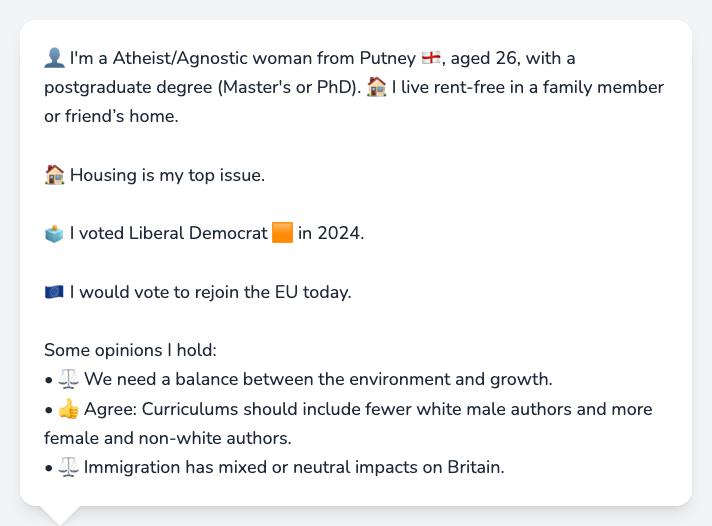 👤 I'm a Atheist/Agnostic woman from Putney 🏴󠁧󠁢󠁥󠁮󠁧󠁿, aged 26, with a
postgraduate degree (Master's or PhD). 🏠 I live rent-free in a family member
or friend’s home.
🏠 Housing is my top issue.
🗳️ I voted Liberal Democrat 🟧 in 2024.
🇪🇺 I would vote to rejoin the EU today.
Some opinions I hold:
• ⚖️ We need a balance between the environment and growth.
• 👍 Agree: Curriculums should include fewer white male authors and more
female and non-white authors.
• ⚖️ Immigration has mixed or neutral impacts on Britain.